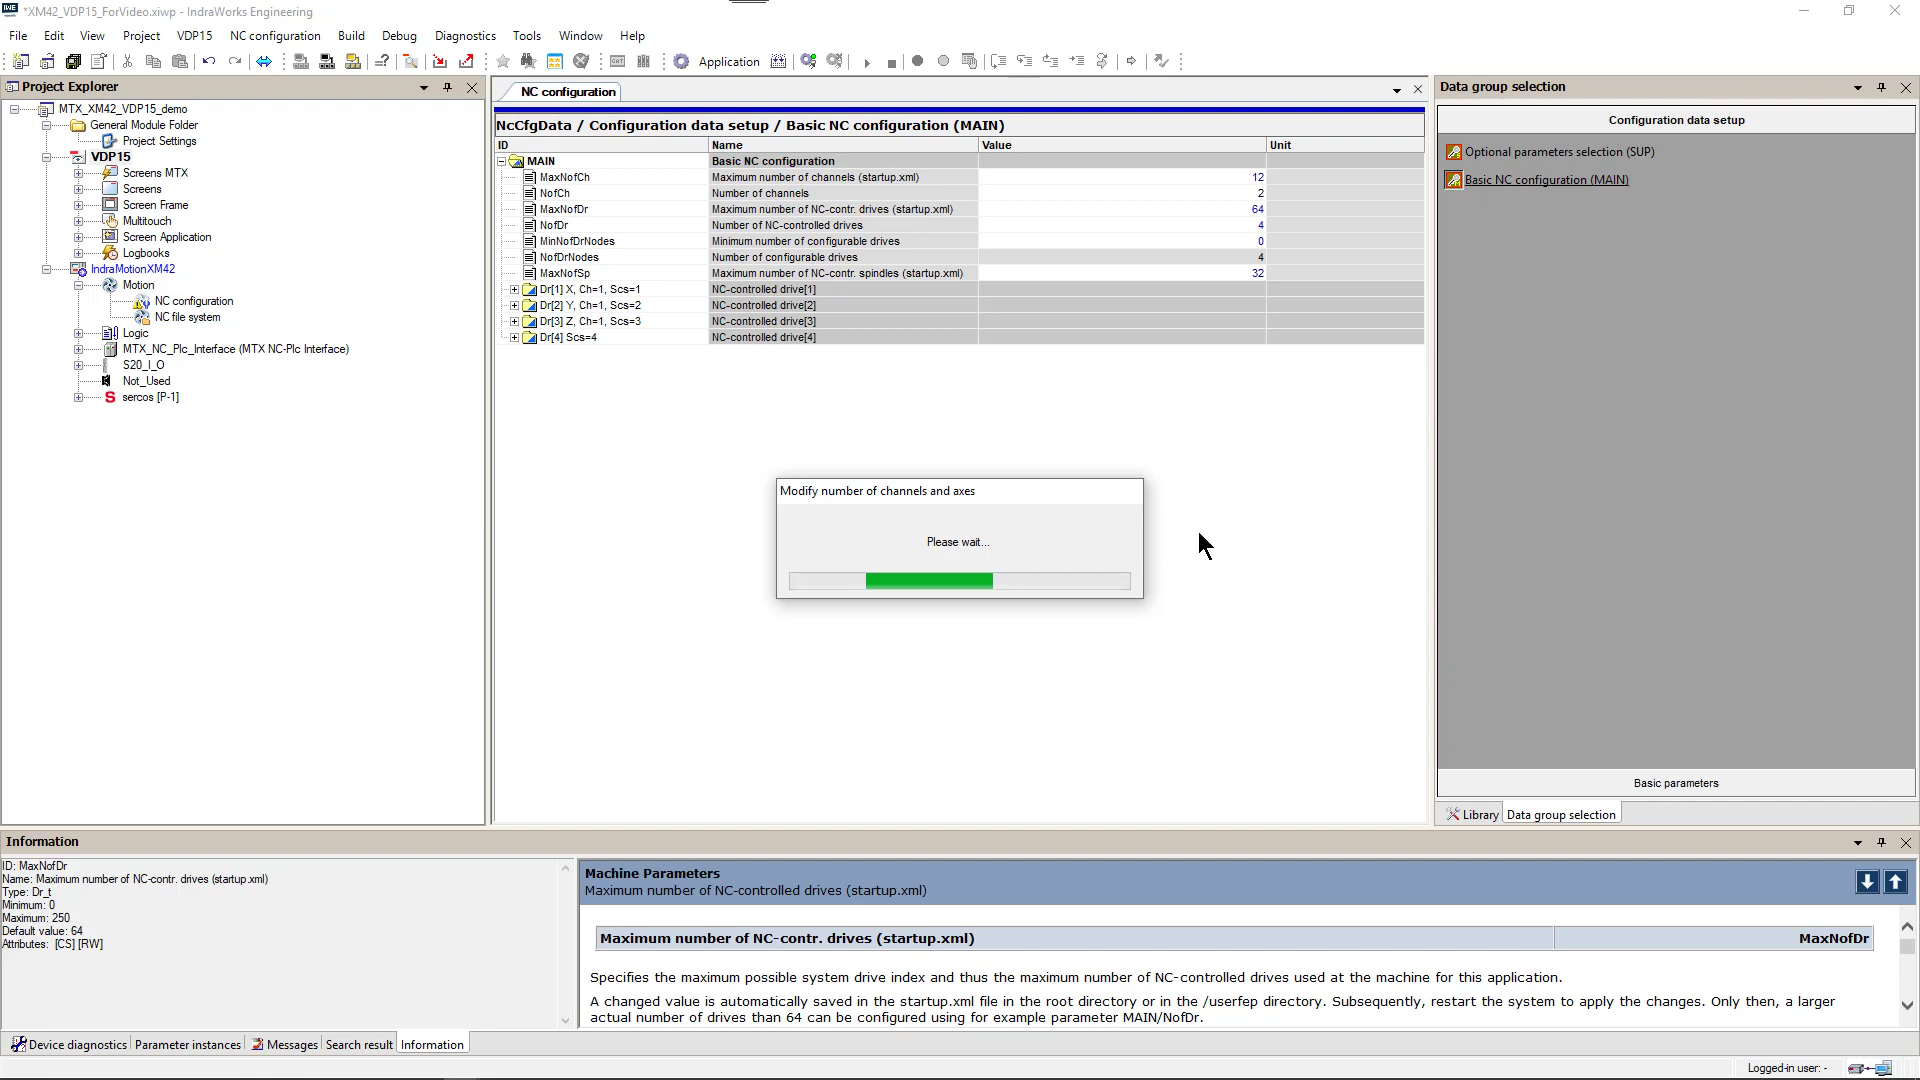 *XM42_VDP15_ForVideo.xiwp - IndraWorks Engineering
File Edit View Project VDP15 NC configuration Build Debug Diagnostics Tools Window Help
Application
Project Explorer
MTX_XM42_VDP15_demo
General Module Folder
Project Settings
VDP15
Screens MTX
Screens
Screen Frame
Multitouch
Screen Application
Logbooks
IndraMotionXM42
Motion
NC configuration
NC file system
Logic
MTX_NC_Plc_Interface (MTX NC-Plc Interface)
S20_I_O
Not_Used
sercos [P-1]
NC configuration
NcCfgData / Configuration data setup / Basic NC configuration (MAIN)
ID Name Value Unit
MAIN Basic NC configuration
MaxNofCh Maximum number of channels (startup.xml) 12
NofCh Number of channels 2
MaxNofDr Maximum number of NC-contr. drives (startup.xml) 64
NofDr Number of NC-controlled drives 4
MinNofDrNodes Minimum number of configurable drives 0
NofDrNodes Number of configurable drives 4
MaxNofSp Maximum number of NC-contr. spindles (startup.xml) 32
Dr[1] X, Ch=1, Scs=1 NC-controlled drive[1]
Dr[2] Y, Ch=1, Scs=2 NC-controlled drive[2]
Dr[3] Z, Ch=1, Scs=3 NC-controlled drive[3]
Dr[4] Scs=4 NC-controlled drive[4]
Modify number of channels and axes
Please wait...
Data group selection
Configuration data setup
Optional parameters selection (SUP)
Basic NC configuration (MAIN)
Basic parameters
Library Data group selection
Information
ID: MaxNofDr
Name: Maximum number of NC-contr. drives (startup.xml)
Type: Dr_t
Minimum: 0
Maximum: 250
Default value: 64
Attributes: [CS] [RW]
Machine Parameters
Maximum number of NC-controlled drives (startup.xml)
Maximum number of NC-contr. drives (startup.xml) MaxNofDr
Specifies the maximum possible system drive index and thus the maximum number of NC-controlled drives used at the machine for this application.
A changed value is automatically saved in the startup.xml file in the root directory or in the /userfep directory. Subsequently, restart the system to apply the changes. Only then, a larger
actual number of drives than 64 can be configured using for example parameter MAIN/NofDr.
Device diagnostics Parameter instances Messages Search result Information
Logged-in user: -